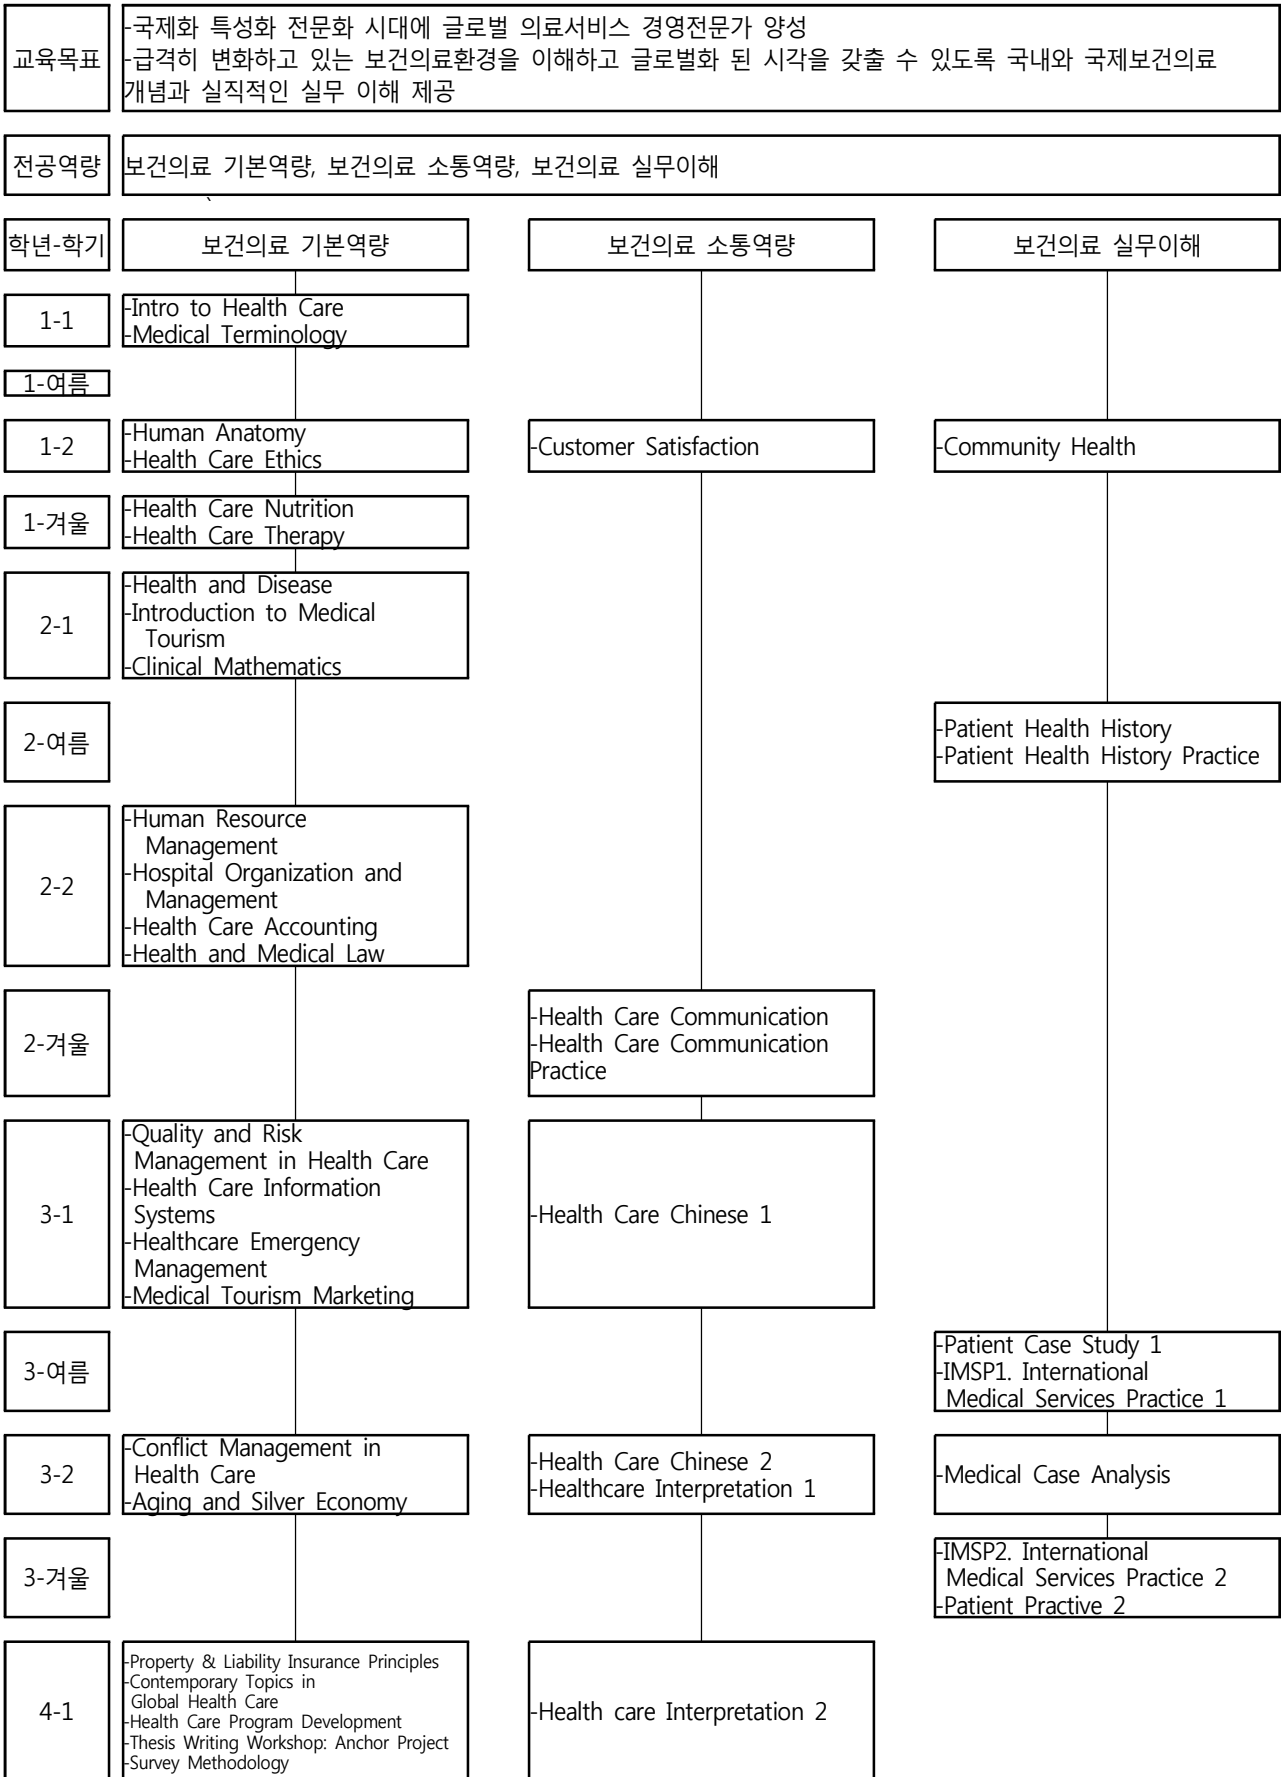 교육목표
-국제화 특성화 전문화 시대에 글로벌 의료서비스 경영전문가 양성
-급격히 변화하고 있는 보건의료환경을 이해하고 글로벌화 된 시각을 갖출 수 있도록 국내와 국제보건의료
개념과 실직적인 실무 이해 제공
전공역량
보건의료 기본역량, 보건의료 소통역량, 보건의료 실무이해
`
학년-학기
보건의료 기본역량
보건의료 소통역량
보건의료 실무이해
1-1
-Intro to Health Care
-Medical Terminology
1-여름
1-2
-Human Anatomy
-Health Care Ethics
-Customer Satisfaction
-Community Health
1-겨울
-Health Care Nutrition
-Health Care Therapy
2-1
-Health and Disease
-Introduction to Medical
Tourism
-Clinical Mathematics
2-여름
-Patient Health History
-Patient Health History Practice
2-2
-Human Resource
Management
-Hospital Organization and
Management
-Health Care Accounting
-Health and Medical Law
2-겨울
-Health Care Communication
-Health Care Communication
Practice
3-1
-Quality and Risk
Management in Health Care
-Health Care Information
Systems
-Healthcare Emergency
Management
-Medical Tourism Marketing
-Health Care Chinese 1
3-여름
-Patient Case Study 1
-IMSP1. International
Medical Services Practice 1
3-2
-Conflict Management in
Health Care
-Aging and Silver Economy
-Health Care Chinese 2
-Healthcare Interpretation 1
-Medical Case Analysis
3-겨울
-IMSP2. International
Medical Services Practice 2
-Patient Practive 2
4-1
-Property & Liability Insurance Principles
-Contemporary Topics in
Global Health Care
-Health Care Program Development
-Thesis Writing Workshop: Anchor Project
-Survey Methodology
-Health care Interpretation 2